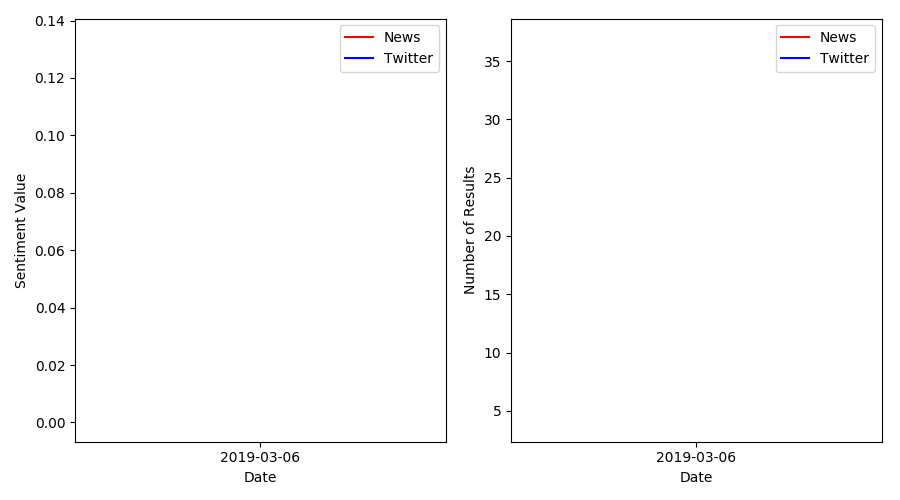 0.14
0.12
0.10
0.08
0.06
0.04
0.02
0.00
Sentiment Value
News
Twitter
2019-03-06
Date
35
30
25
20
15
10
5
Number of Results
News
Twitter
2019-03-06
Date